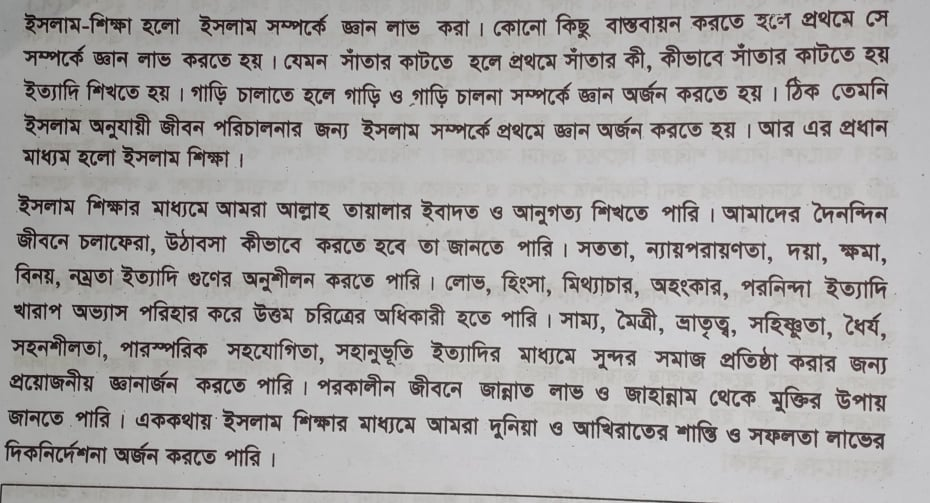 ইসলাম-শিক্ষা হলো ইসলাম সম্পর্কে জ্ঞান লাভ করা। কোনো কিছু বাস্তবায়ন করতে হলে প্রথমে সে
সম্পর্কে জ্ঞান লাভ করতে হয়। যেমন সাঁতার কাটতে হলে প্রথমে সাঁতার কী, কীভাবে সাঁতার কাটতে হয়
ইত্যাদি শিখতে হয়। গাড়ি চালাতে হলে গাড়ি ও গাড়ি চালনা সম্পর্কে জ্ঞান অর্জন করতে হয়। ঠিক তেমনি
ইসলাম অনুযায়ী জীবন পরিচালনার জন্য ইসলাম সম্পর্কে প্রথমে জ্ঞান অর্জন করতে হয়। আর এর প্রধান
মাধ্যম হলো ইসলাম শিক্ষা।
ইসলাম শিক্ষার মাধ্যমে আমরা আল্লাহ তায়ালার ইবাদত ও আনুগত্য শিখতে পারি। আমাদের দৈনন্দিন
জীবনে চলাফেরা, উঠাবসা কীভাবে করতে হবে তা জানতে পারি। সততা, ন্যায়পরায়ণতা, দয়া, ক্ষমা,
বিনয়, নম্রতা ইত্যাদি গুণের অনুশীলন করতে পারি। লোভ, হিংসা, মিথ্যাচার, অহংকার, পরনিন্দা ইত্যাদি
খারাপ অভ্যাস পরিহার করে উত্তম চরিত্রের অধিকারী হতে পারি। সাম্য, মৈত্রী, ভ্রাতৃত্ব, সহিষ্ণুতা, ধৈর্য,
সহনশীলতা, পারস্পরিক সহযোগিতা, সহানুভূতি ইত্যাদির মাধ্যমে সুন্দর সমাজ প্রতিষ্ঠা করার জন্য
প্রয়োজনীয় জ্ঞানার্জন করতে পারি। পরকালীন জীবনে জান্নাত লাভ ও জাহান্নাম থেকে মুক্তির উপায়
জানতে পারি। এককথায় ইসলাম শিক্ষার মাধ্যমে আমরা দুনিয়া ও আখিরাতের শান্তি ও সফলতা লাভের
দিকনির্দেশনা অর্জন করতে পারি।